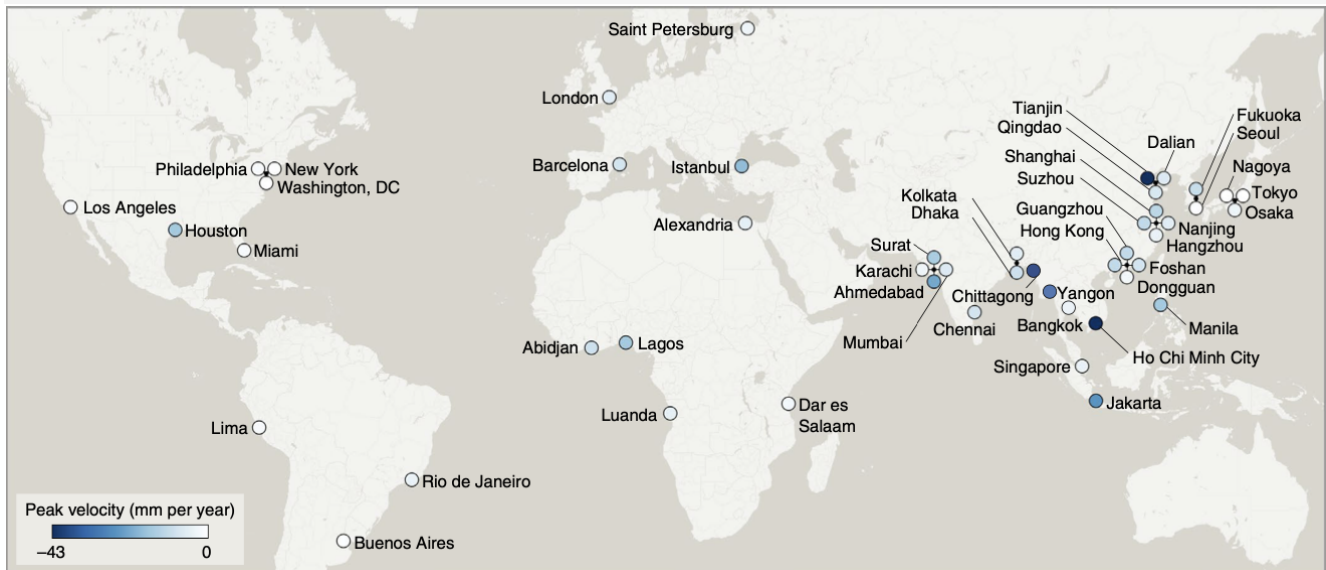 Saint Petersburg
London
Tianjin
Qingdao
Fukuoka
Seoul
Dalian
Shanghai
Suzhou
Nagoya
Tokyo
Osaka
Philadelphia
New York
Washington, DC
Barcelona
Istanbul
Los Angeles
Kolkata
Dhaka
Guangzhou
Hong Kong
Nanjing
Hangzhou
Houston
Miami
Alexandria
Surat
Karachi
Ahmedabad
Mumbai
Chittagong
Yangon
Foshan
Dongguan
Chennai
Bangkok
Manila
Abidjan
Lagos
Ho Chi Minh City
Singapore
Luanda
Dar es
Salaam
Jakarta
Lima
Rio de Janeiro
Buenos Aires
Peak velocity (mm per year)
–43
0